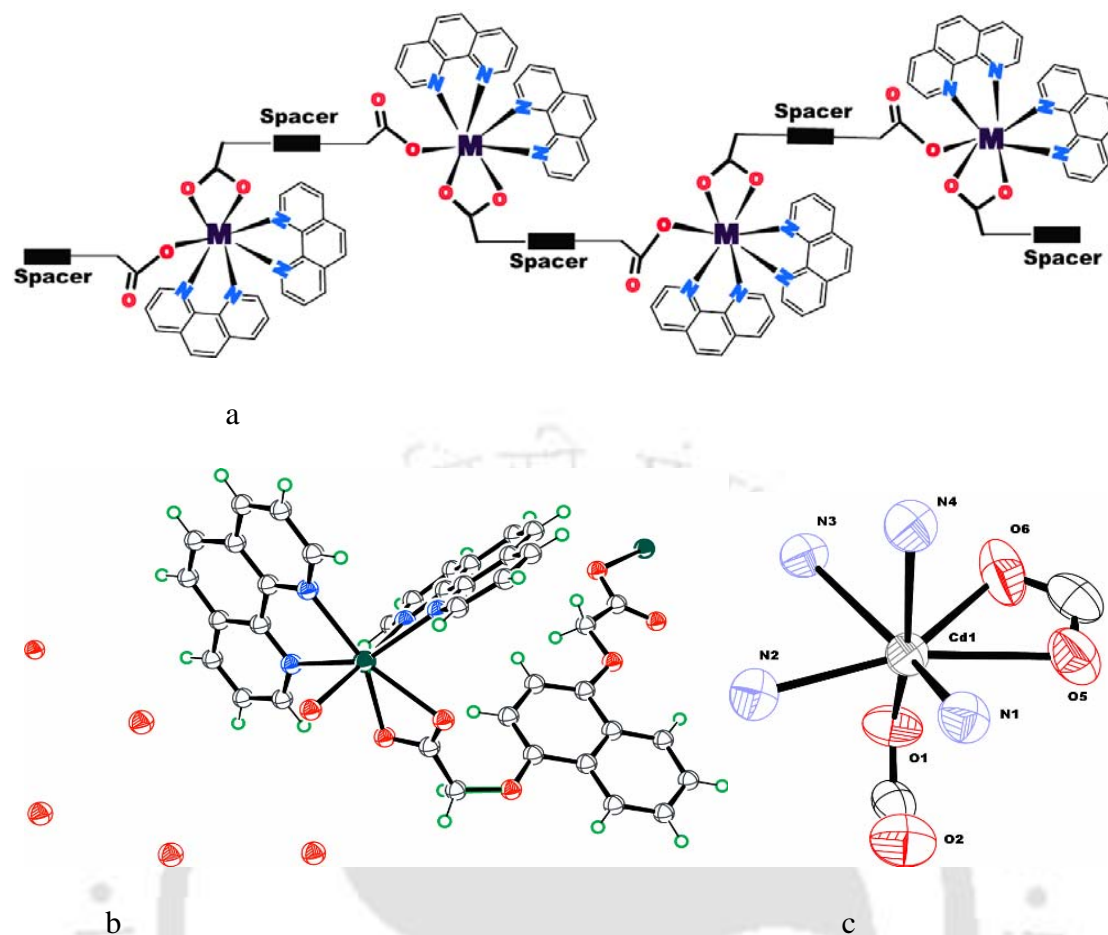 N N N N O O O M Spacer O
N N N N O O O M Spacer O
Spacer O O O O M N N N N
O O Spacer O O O M N N N N
O O Spacer
a
N4
N3
O6
Cd1
N2
O5
N1
O1
O2
b c